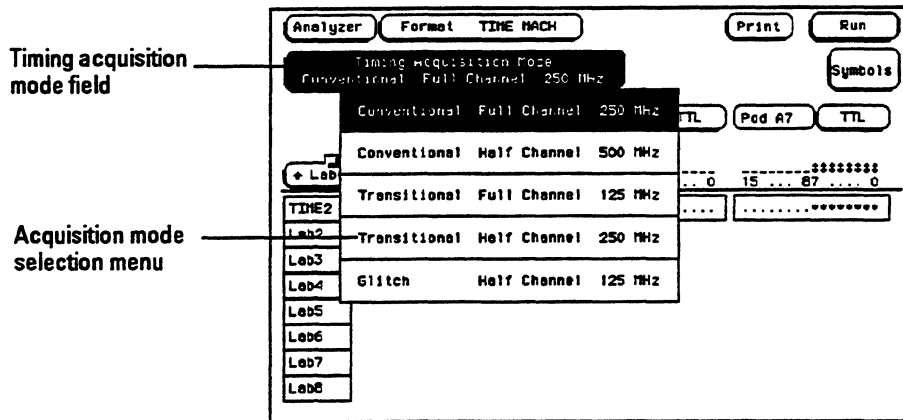 Analyzer Format TIME MACH Print Run
Timing acquisition mode field
Timing Acquisition Mode
Conventional Full Channel 250 MHz
Symbols
Conventional Full Channel 250 MHz
TTL Pod A7 TTL
Conventional Half Channel 500 MHz
+ Lab
.. 0 15 ... 87 .... 0
Transitional Full Channel 125 MHz
TIME2
Acquisition mode selection menu
Lab2
Transitional Half Channel 250 MHz
Lab3
Glitch Half Channel 125 MHz
Lab4
Lab5
Lab6
Lab7
Lab8